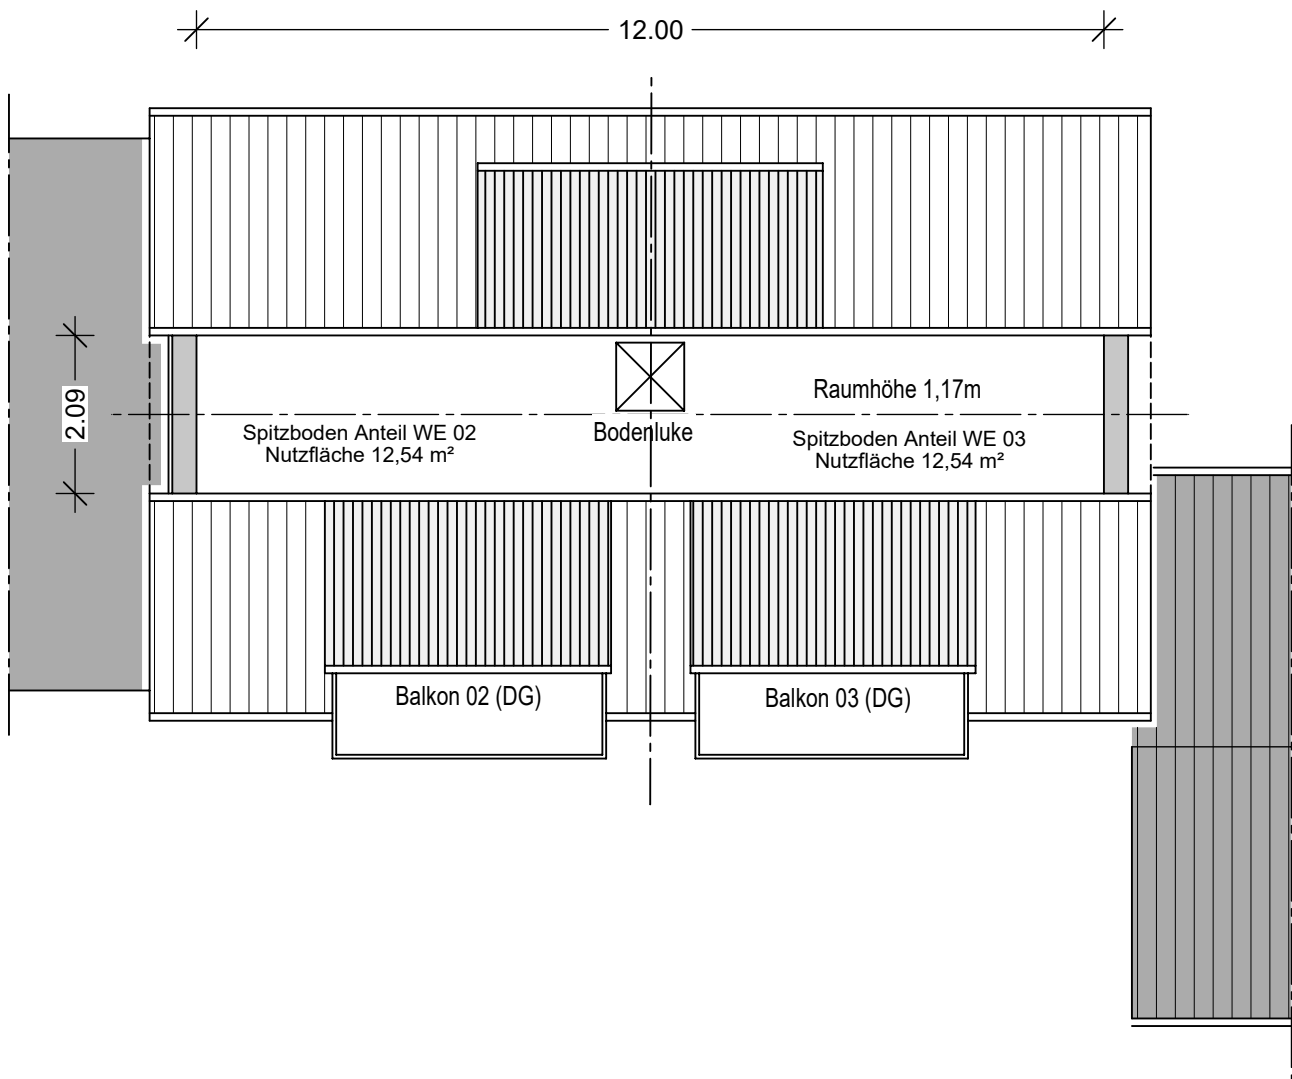 12.00
2.09
Raumhöhe 1,17m
Spitzboden Anteil WE 02
Nutzfläche 12,54 m²
Bodenluke
Spitzboden Anteil WE 03
Nutzfläche 12,54 m²
Balkon 02 (DG)
Balkon 03 (DG)